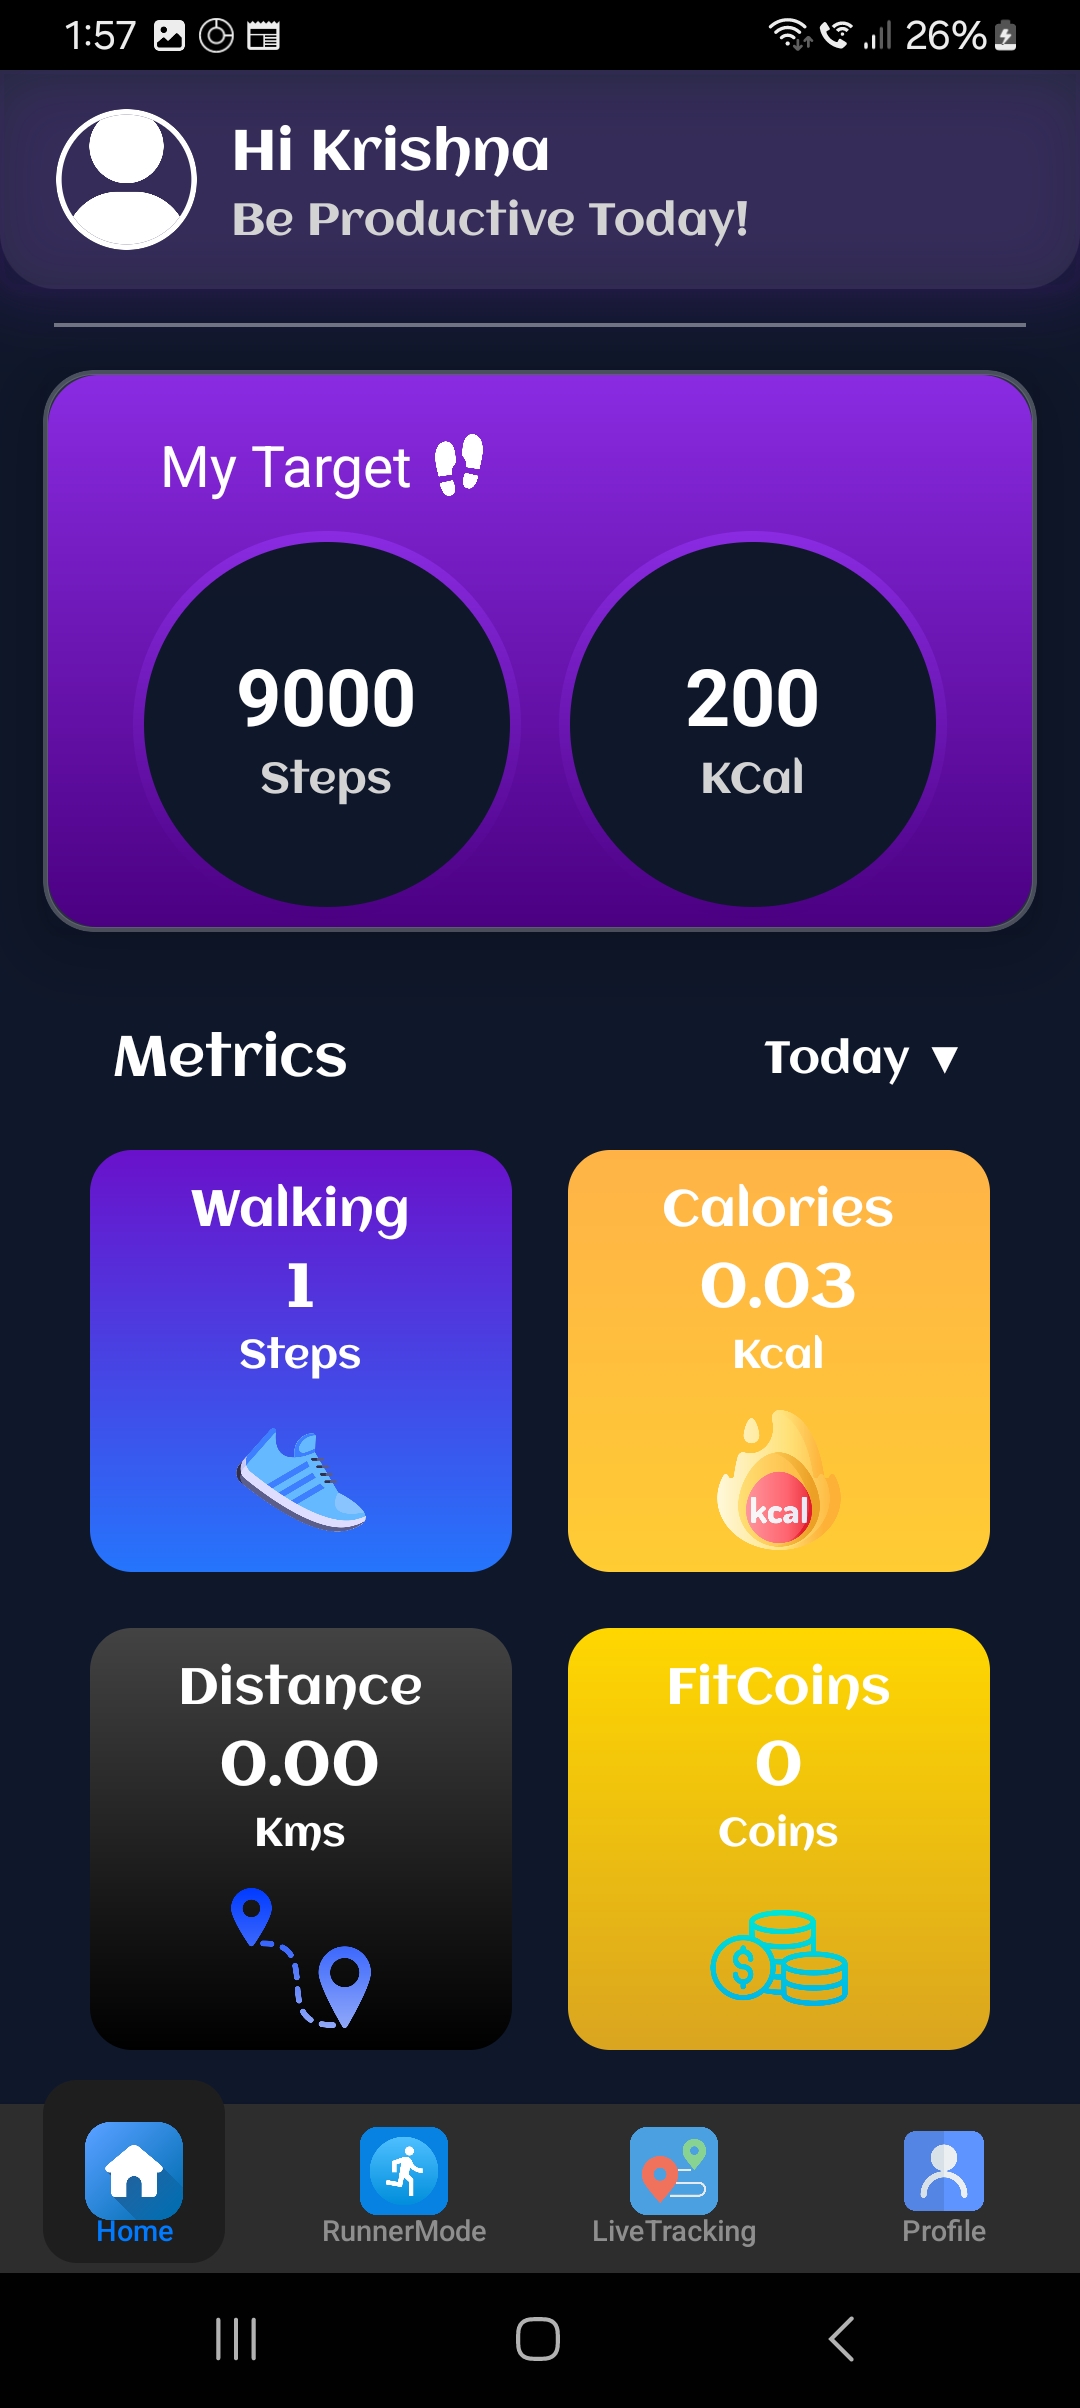 1:57 26%
Hi Krishna
Be Productive Today!
My Target
9000 200
Steps KCal
Metrics Today ▼
Walking Calories
1 0.03
Steps Kcal
kcal
Distance FitCoins
0.00 0
Kms Coins
$
Home RunnerMode LiveTracking Profile